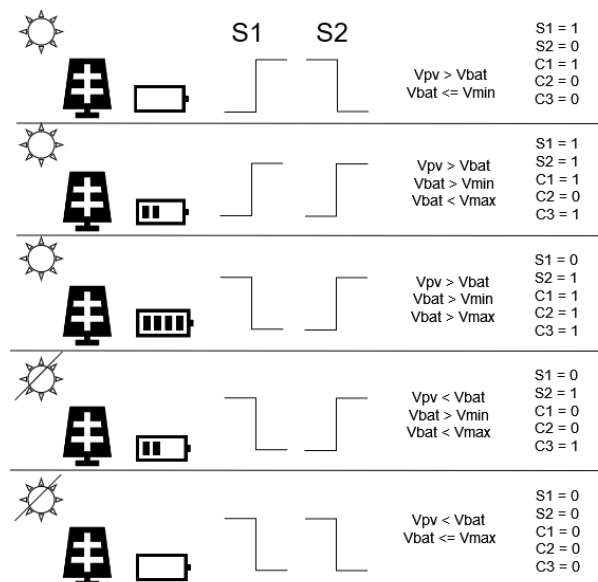 S1 S2
Vpv > Vbat
Vbat <= Vmin
S1 = 1
S2 = 0
C1 = 1
C2 = 0
C3 = 0
Vpv > Vbat
Vbat > Vmin
Vbat < Vmax
S1 = 1
S2 = 1
C1 = 1
C2 = 0
C3 = 1
Vpv > Vbat
Vbat > Vmin
Vbat > Vmax
S1 = 0
S2 = 1
C1 = 1
C2 = 1
C3 = 1
Vpv < Vbat
Vbat > Vmin
Vbat < Vmax
S1 = 0
S2 = 1
C1 = 0
C2 = 0
C3 = 1
Vpv < Vbat
Vbat <= Vmax
S1 = 0
S2 = 0
C1 = 0
C2 = 0
C3 = 0